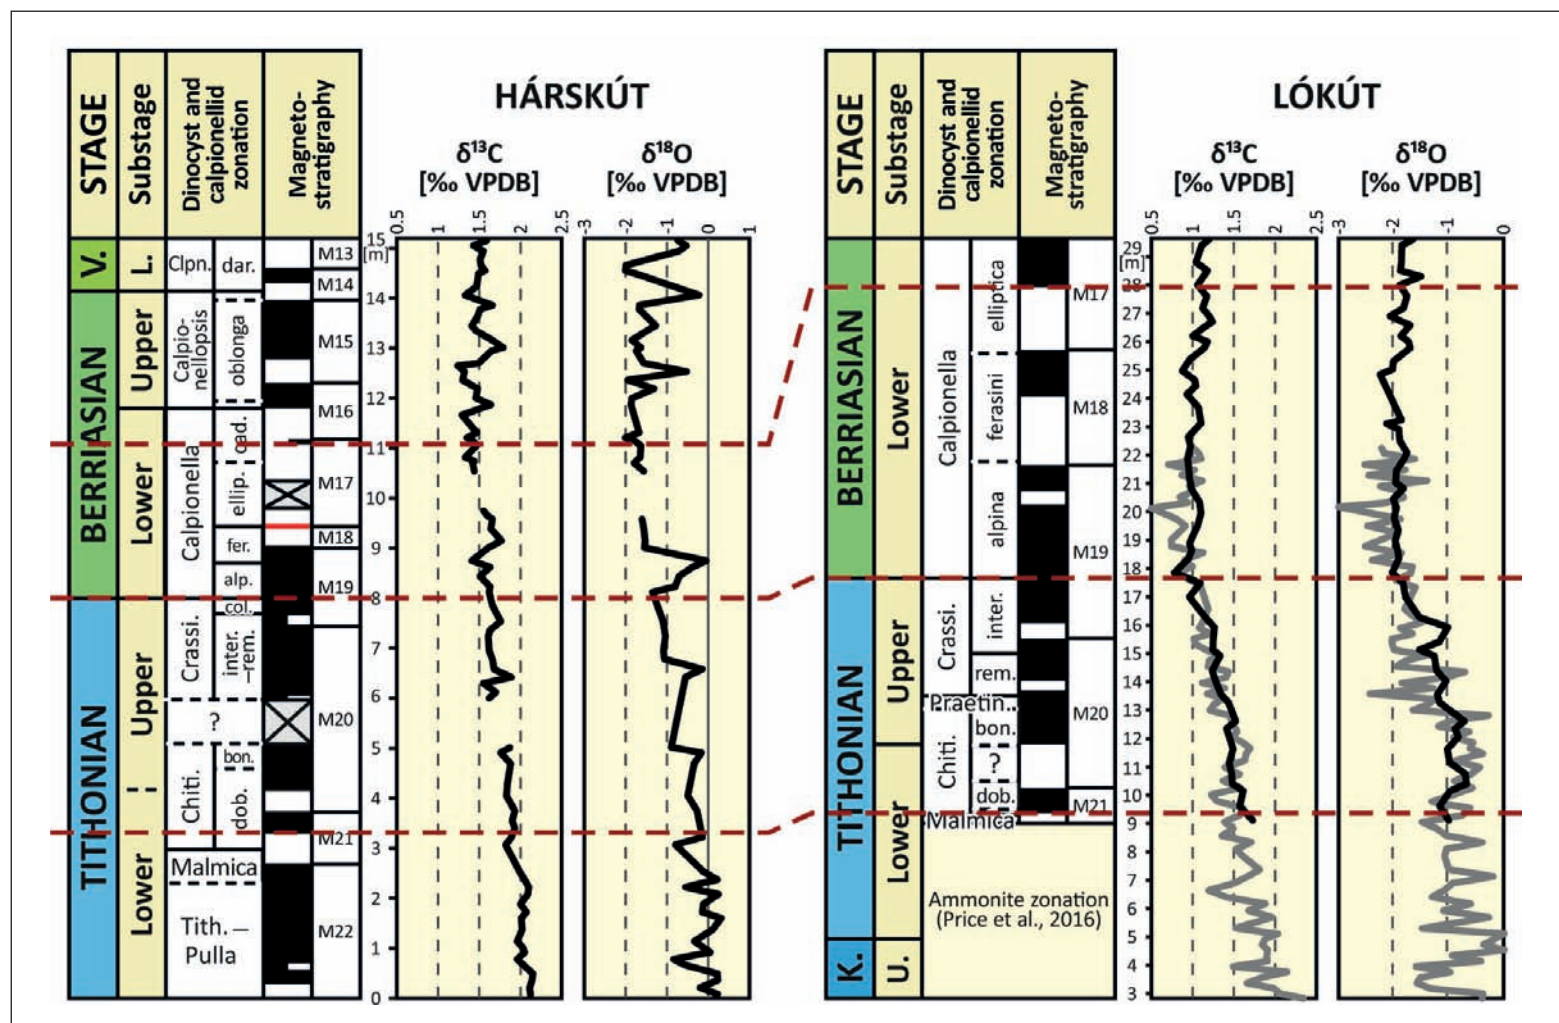 HÁRSKÚT
STAGE
Substage
Dinocyst and
calpionellid
zonation
Magneto-
stratigraphy
δ¹³C
[‰ VPDB]
δ¹⁸O
[‰ VPDB]
0.5 1 1.5 2 2.5
-3 -2 -1 0 1
V.
BERRIASIAN
TITHONIAN
L.
Upper
Lower
Upper
Lower
Clpn.
Calpio-
nellopsis
Calpionella
Crassi.
?
Chiti.
Malmica
Tith. –
Pulla
dar.
oblonga
cad.
ellip.
fer.
alp.
col.
inter.
–rem.
bon.
dob.
M13
M14
M15
M16
M17
M18
M19
M20
M21
M22
15
[m]
14
13
12
11
10
9
8
7
6
5
4
3
2
1
0
LÓKÚT
STAGE
Substage
Dinocyst and
calpionellid
zonation
Magneto-
stratigraphy
δ¹³C
[‰ VPDB]
δ¹⁸O
[‰ VPDB]
0.5 1 1.5 2 2.5
-3 -2 -1 0
BERRIASIAN
TITHONIAN
K.
Lower
Upper
Lower
U.
Calpionella
Crassi.
Praetin.
Chiti.
Malmica
elliptica
ferasini
alpina
inter.
rem.
bon.
?
dob.
Ammonite zonation
(Price et al., 2016)
M17
M18
M19
M20
M21
29
[m]
28
27
26
25
24
23
22
21
20
19
18
17
16
15
14
13
12
11
10
9
8
7
6
5
4
3